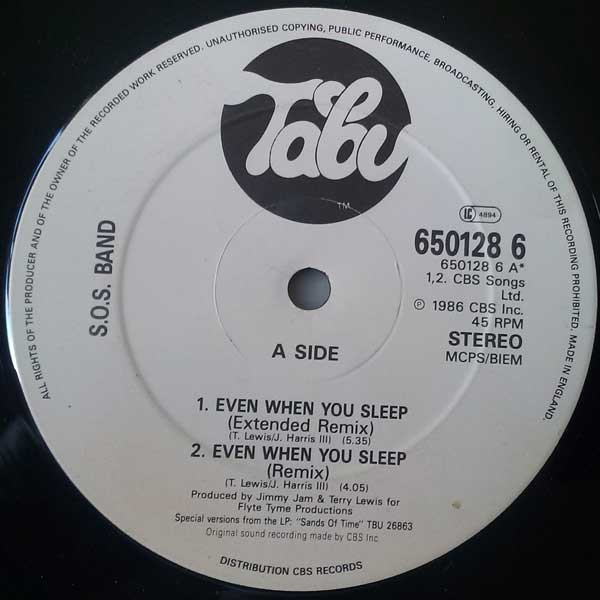 ALL RIGHTS OF THE PRODUCER AND OF THE OWNER OF THE RECORDED WORK RESERVED. UNAUTHORISED COPYING, PUBLIC PERFORMANCE, BROADCASTING, HIRING OR RENTAL OF THIS RECORDING PROHIBITED. MADE IN ENGLAND.
Tabu
TM
LC 4894
S.O.S. BAND
650128 6
650128 6 A*
1,2. CBS Songs
Ltd.
℗ 1986 CBS Inc.
45 RPM
STEREO
MCPS/BIEM
A SIDE
1. EVEN WHEN YOU SLEEP
(Extended Remix)
(T. Lewis/J. Harris III) (5.35)
2. EVEN WHEN YOU SLEEP
(Remix)
(T. Lewis/J. Harris III) (4.05)
Produced by Jimmy Jam & Terry Lewis for
Flyte Tyme Productions
Special versions from the LP: "Sands Of Time" TBU 26863
Original sound recording made by CBS Inc
DISTRIBUTION CBS RECORDS